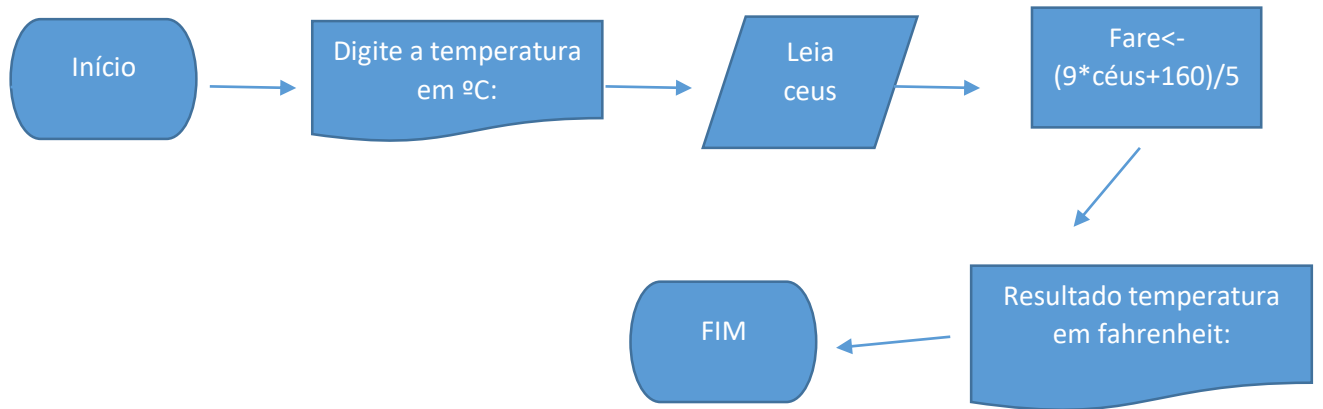 Início
Digite a temperatura
em ºC:
Leia
ceus
Fare<-
(9*céus+160)/5
Resultado temperatura
em fahrenheit:
FIM